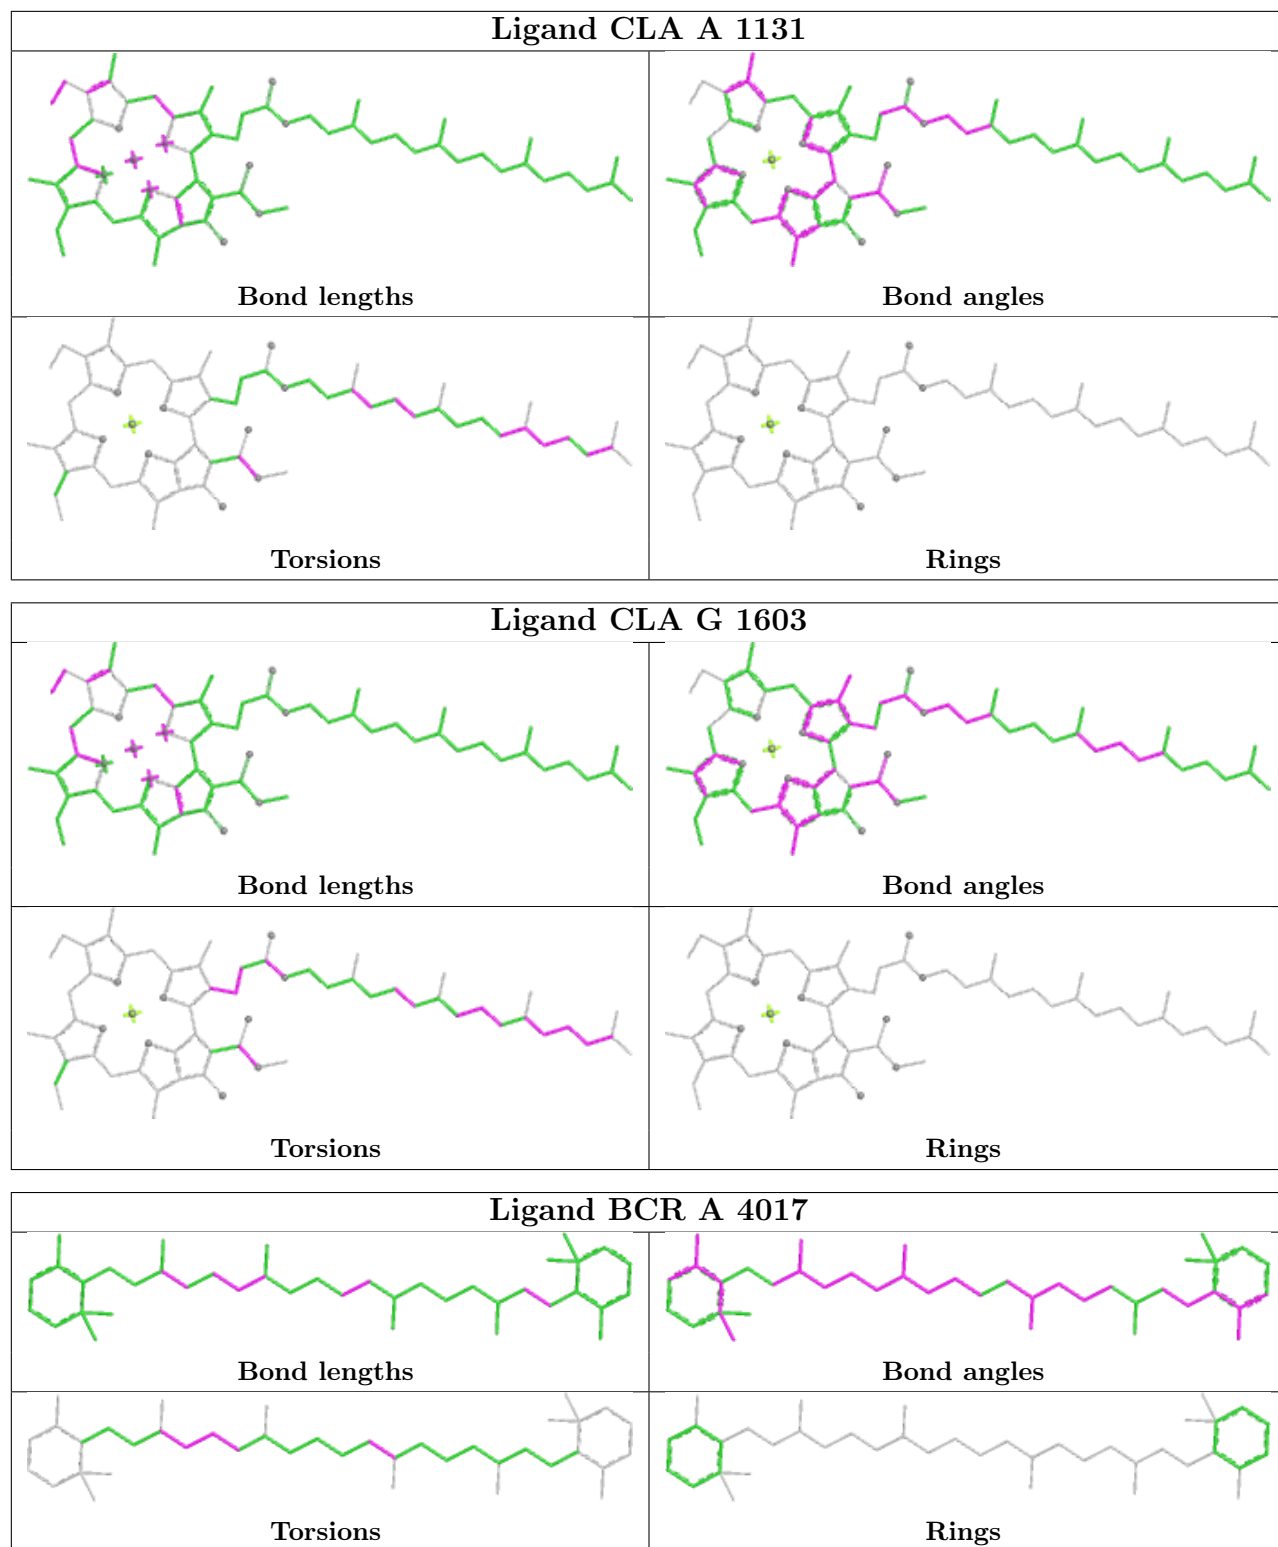 Ligand CLA A 1131
Bond lengths
Bond angles
Torsions
Rings
Ligand CLA G 1603
Bond lengths
Bond angles
Torsions
Rings
Ligand BCR A 4017
Bond lengths
Bond angles
Torsions
Rings